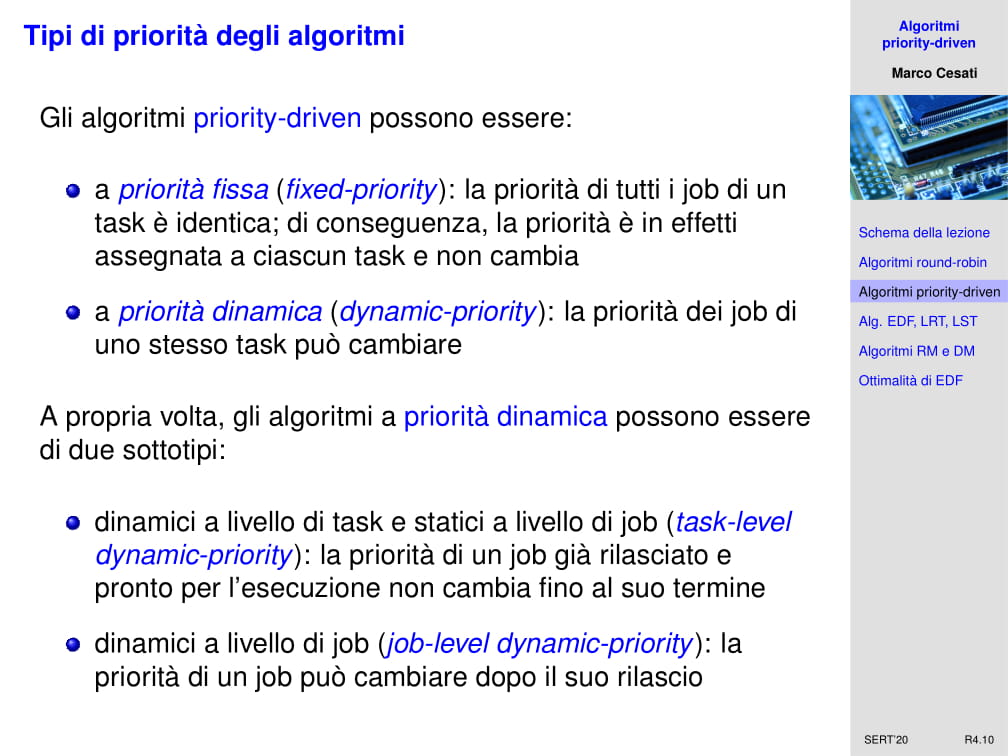 Tipi di priorità degli algoritmi
Gli algoritmi priority-driven possono essere:
a priorità fissa (fixed-priority): la priorità di tutti i job di un
task è identica; di conseguenza, la priorità è in effetti
assegnata a ciascun task e non cambia
a priorità dinamica (dynamic-priority): la priorità dei job di
uno stesso task può cambiare
A propria volta, gli algoritmi a priorità dinamica possono essere
di due sottotipi:
dinamici a livello di task e statici a livello di job (task-level
dynamic-priority): la priorità di un job già rilasciato e
pronto per l'esecuzione non cambia fino al suo termine
dinamici a livello di job (job-level dynamic-priority): la
priorità di un job può cambiare dopo il suo rilascio
Algoritmi
priority-driven
Marco Cesati
R47 R46
Schema della lezione
Algoritmi round-robin
Algoritmi priority-driven
Alg. EDF, LRT, LST
Algoritmi RM e DM
Ottimalità di EDF
SERT'20 R4.10